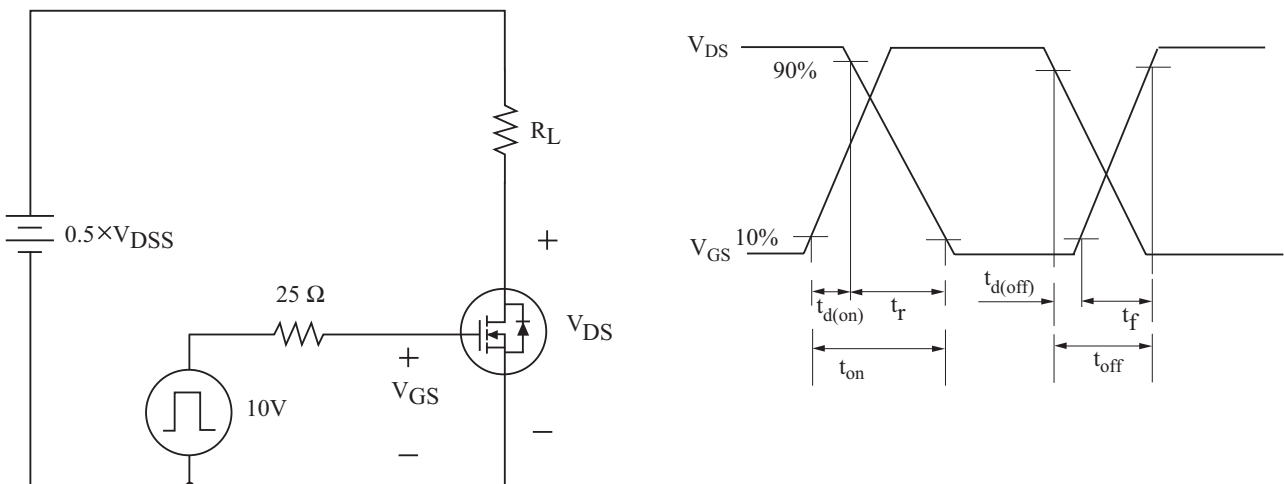 R_L
0.5×V_DSS
25 Ω
V_DS
V_GS
10V
V_DS
90%
V_GS 10%
t_d(on)
t_r
t_on
t_d(off)
t_f
t_off